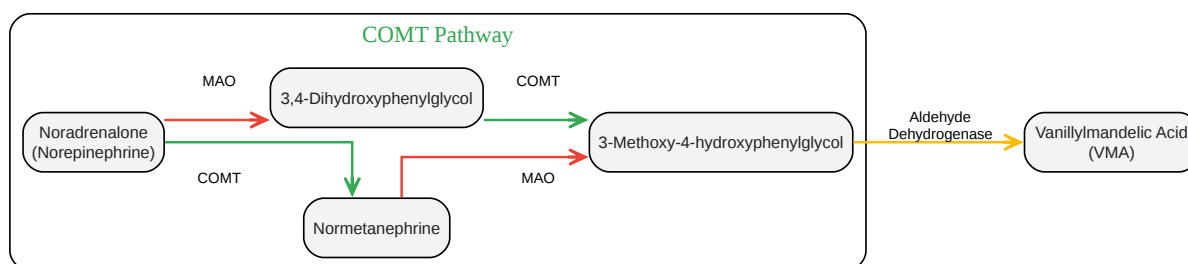 COMT Pathway
MAO
3,4-Dihydroxyphenylglycol
COMT
Noradrenalone
(Norepinephrine)
3-Methoxy-4-hydroxyphenylglycol
Aldehyde
Dehydrogenase
Vanillylmandelic Acid
(VMA)
COMT
MAO
Normetanephrine